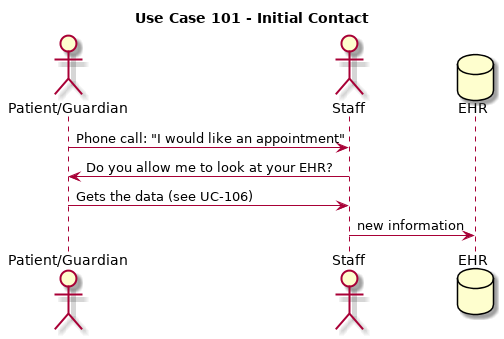 Use Case 101 - Initial Contact
Patient/Guardian
Staff
EHR
Phone call: "I would like an appointment"
Do you allow me to look at your EHR?
Gets the data (see UC-106)
new information
Patient/Guardian
Staff
EHR